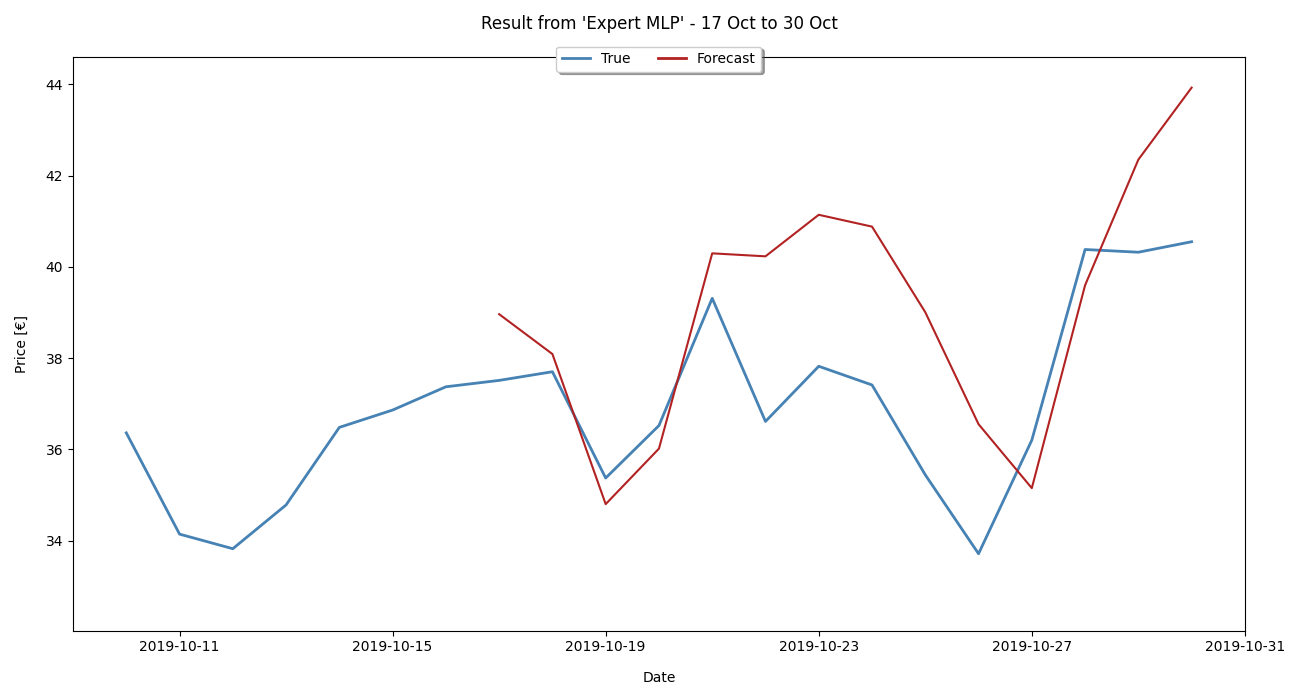 Result from 'Expert MLP' - 17 Oct to 30 Oct
True Forecast
44
42
40
38
36
34
Price [€]
2019-10-11 2019-10-15 2019-10-19 2019-10-23 2019-10-27 2019-10-31
Date